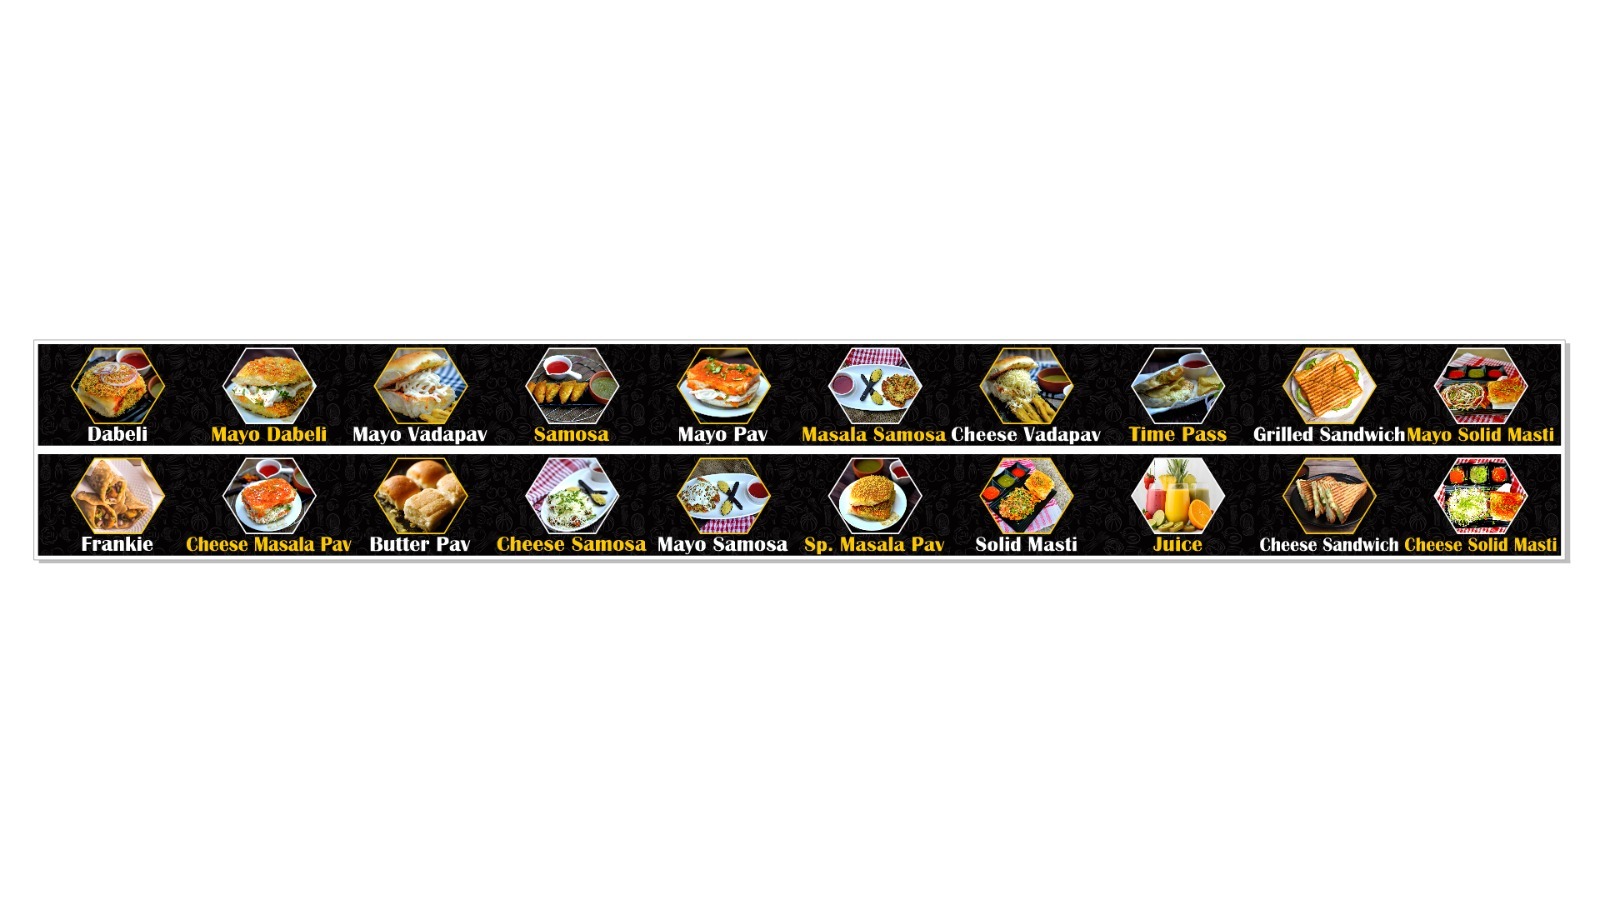 Dabeli Mayo Dabeli Mayo Vadapav Samosa Mayo Pav Masala Samosa Cheese Vadapav Time Pass Grilled Sandwich Mayo Solid Masti
Frankie Cheese Masala Pav Butter Pav Cheese Samosa Mayo Samosa Sp. Masala Pav Solid Masti Juice Cheese Sandwich Cheese Solid Masti